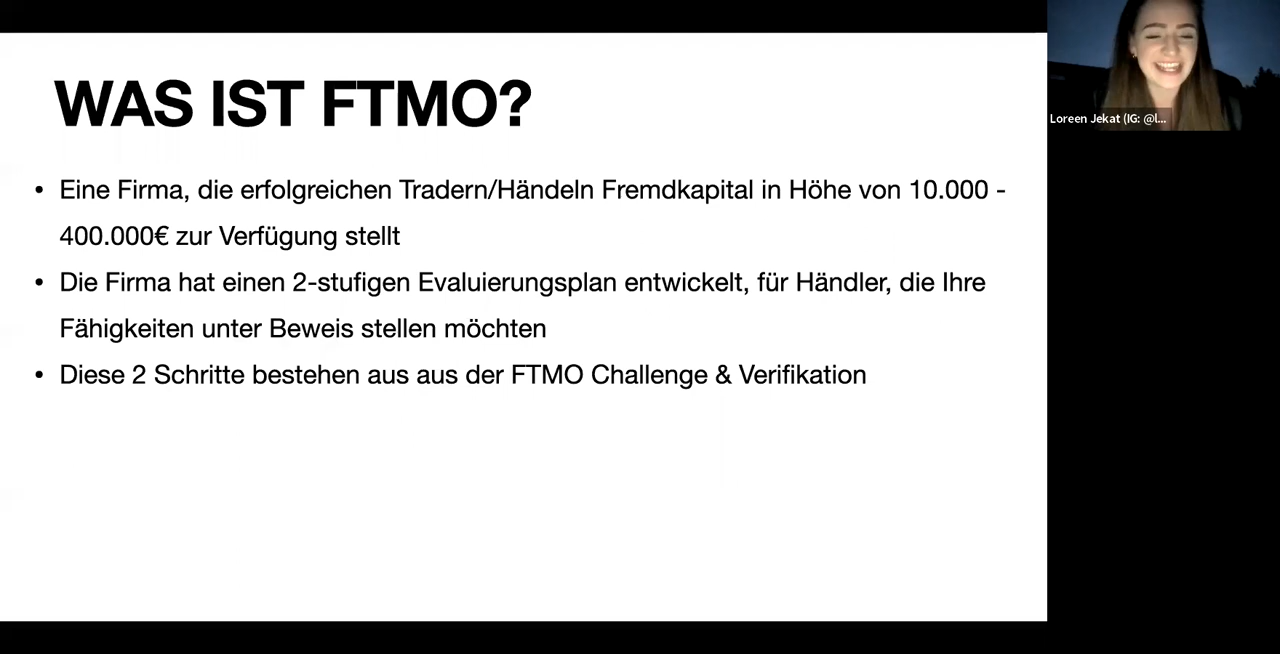 WAS IST FTMO?
• Eine Firma, die erfolgreichen Tradern/Händeln Fremdkapital in Höhe von 10.000 -
400.000€ zur Verfügung stellt
• Die Firma hat einen 2-stufigen Evaluierungsplan entwickelt, für Händler, die Ihre
Fähigkeiten unter Beweis stellen möchten
• Diese 2 Schritte bestehen aus aus der FTMO Challenge & Verifikation
Loreen Jekat (IG: @l...